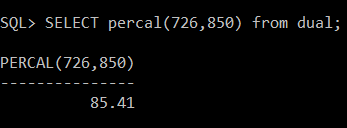 SQL> SELECT percal(726,850) from dual;
PERCAL(726,850)
---------------
85.41